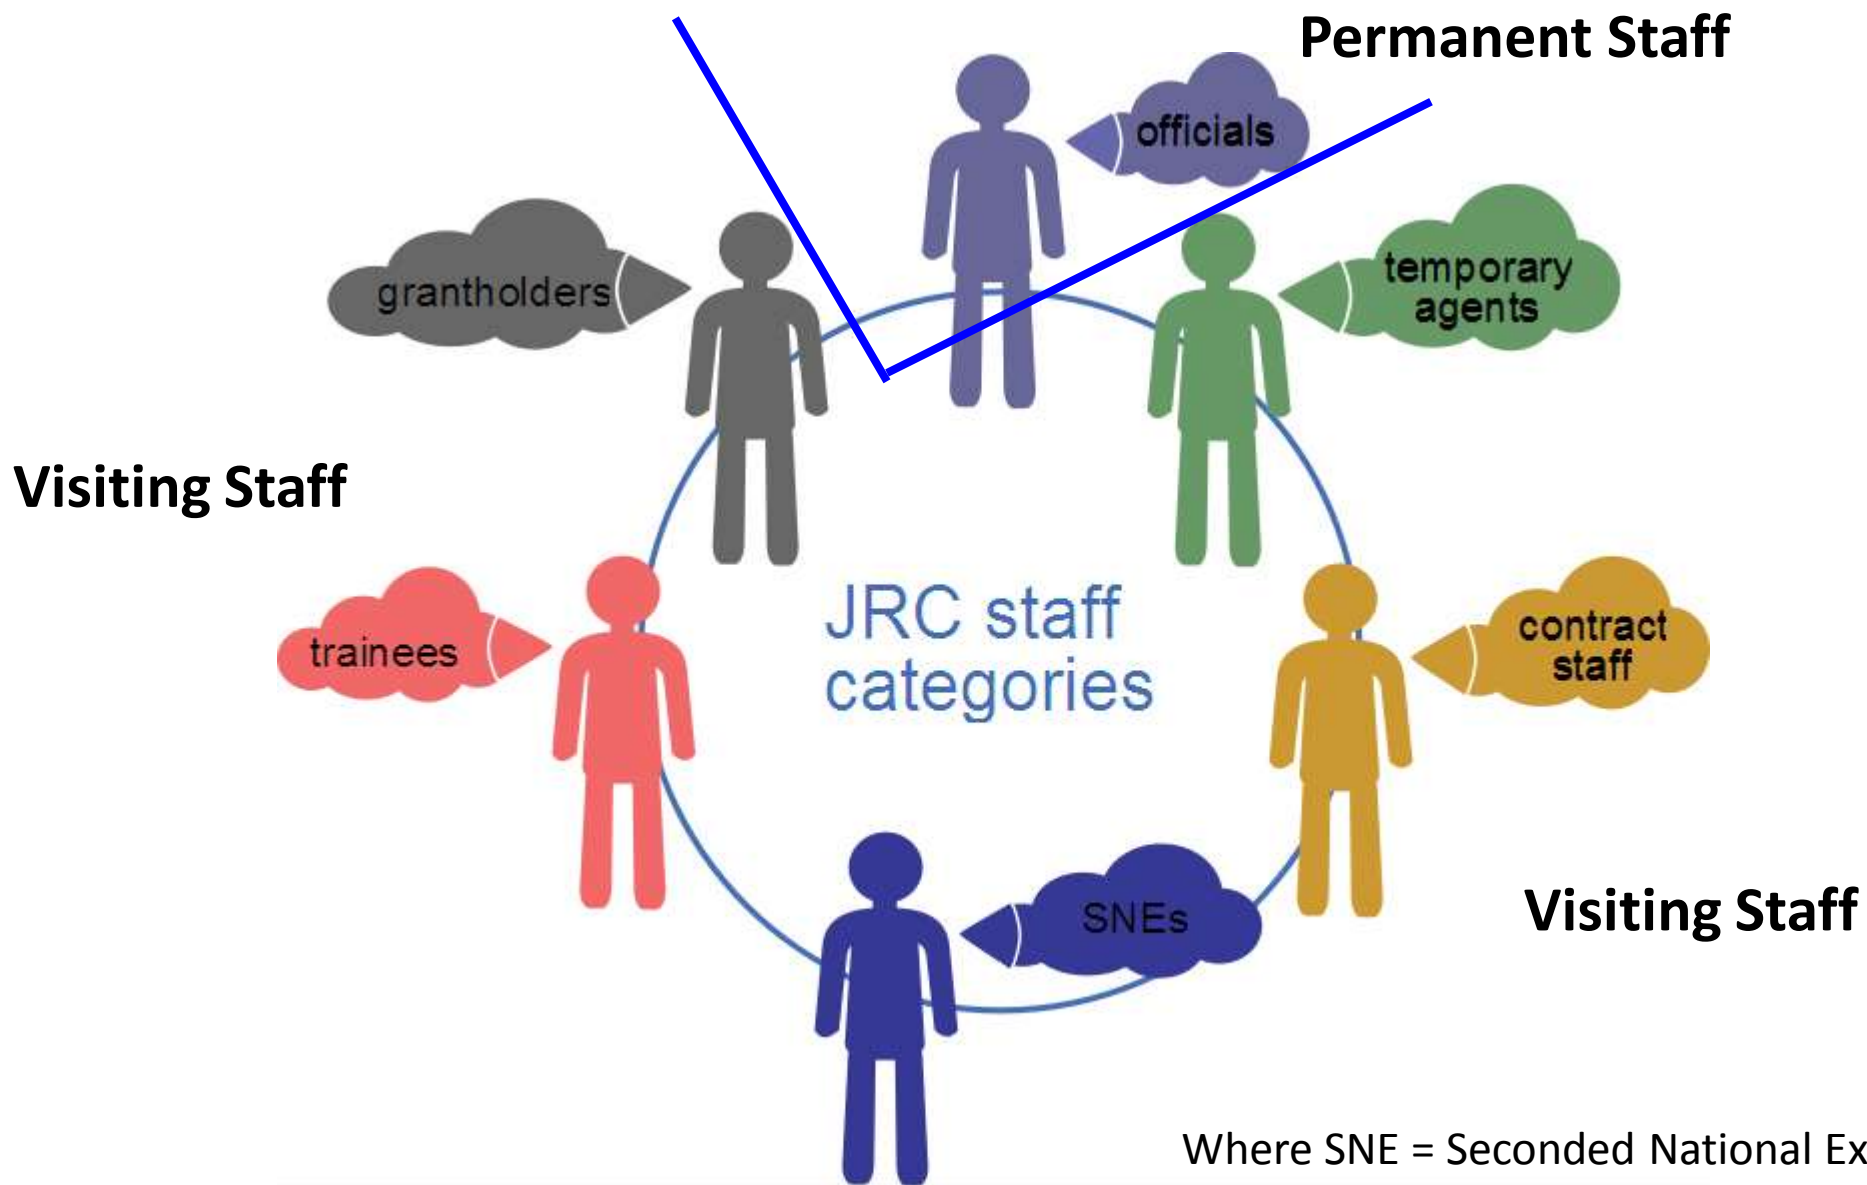 Permanent Staff
officials
grantholders
temporary
agents
Visiting Staff
trainees
JRC staff
categories
contract
staff
SNEs
Visiting Staff
Where SNE = Seconded National Ex